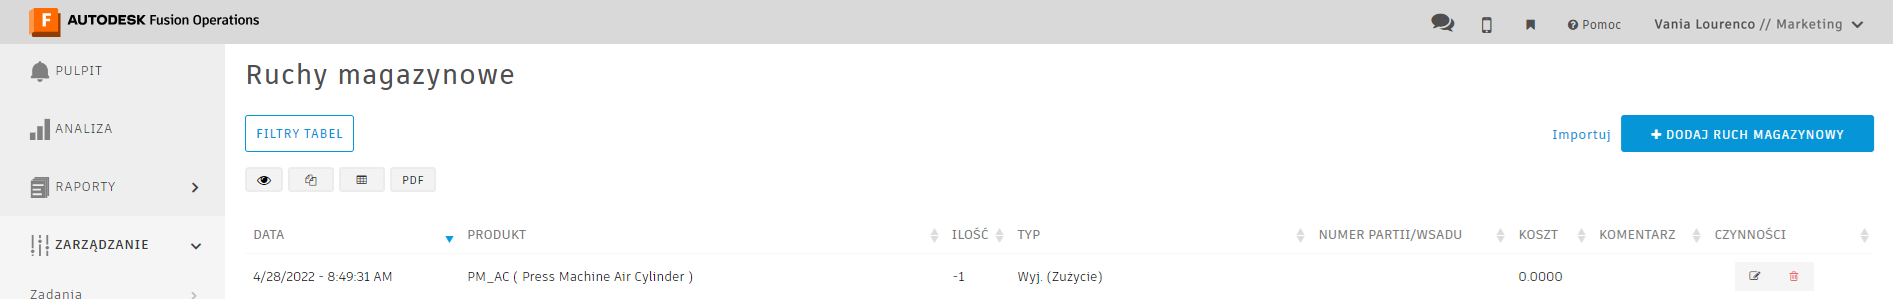 F AUTODESK Fusion Operations
Pomoc
Vania Lourenco // Marketing
PULPIT
ANALIZA
RAPORTY
ZARZĄDZANIE
Zadania
Ruchy magazynowe
FILTRY TABEL
Importuj
DODAJ RUCH MAGAZYNOWY
PDF
DATA PRODUKT ILOŚĆ TYP NUMER PARTII/WSADU KOSZT KOMENTARZ CZYNNOŚCI
4/28/2022 - 8:49:31 AM PM_AC ( Press Machine Air Cylinder ) -1 Wyj. (Zużycie) 0.0000